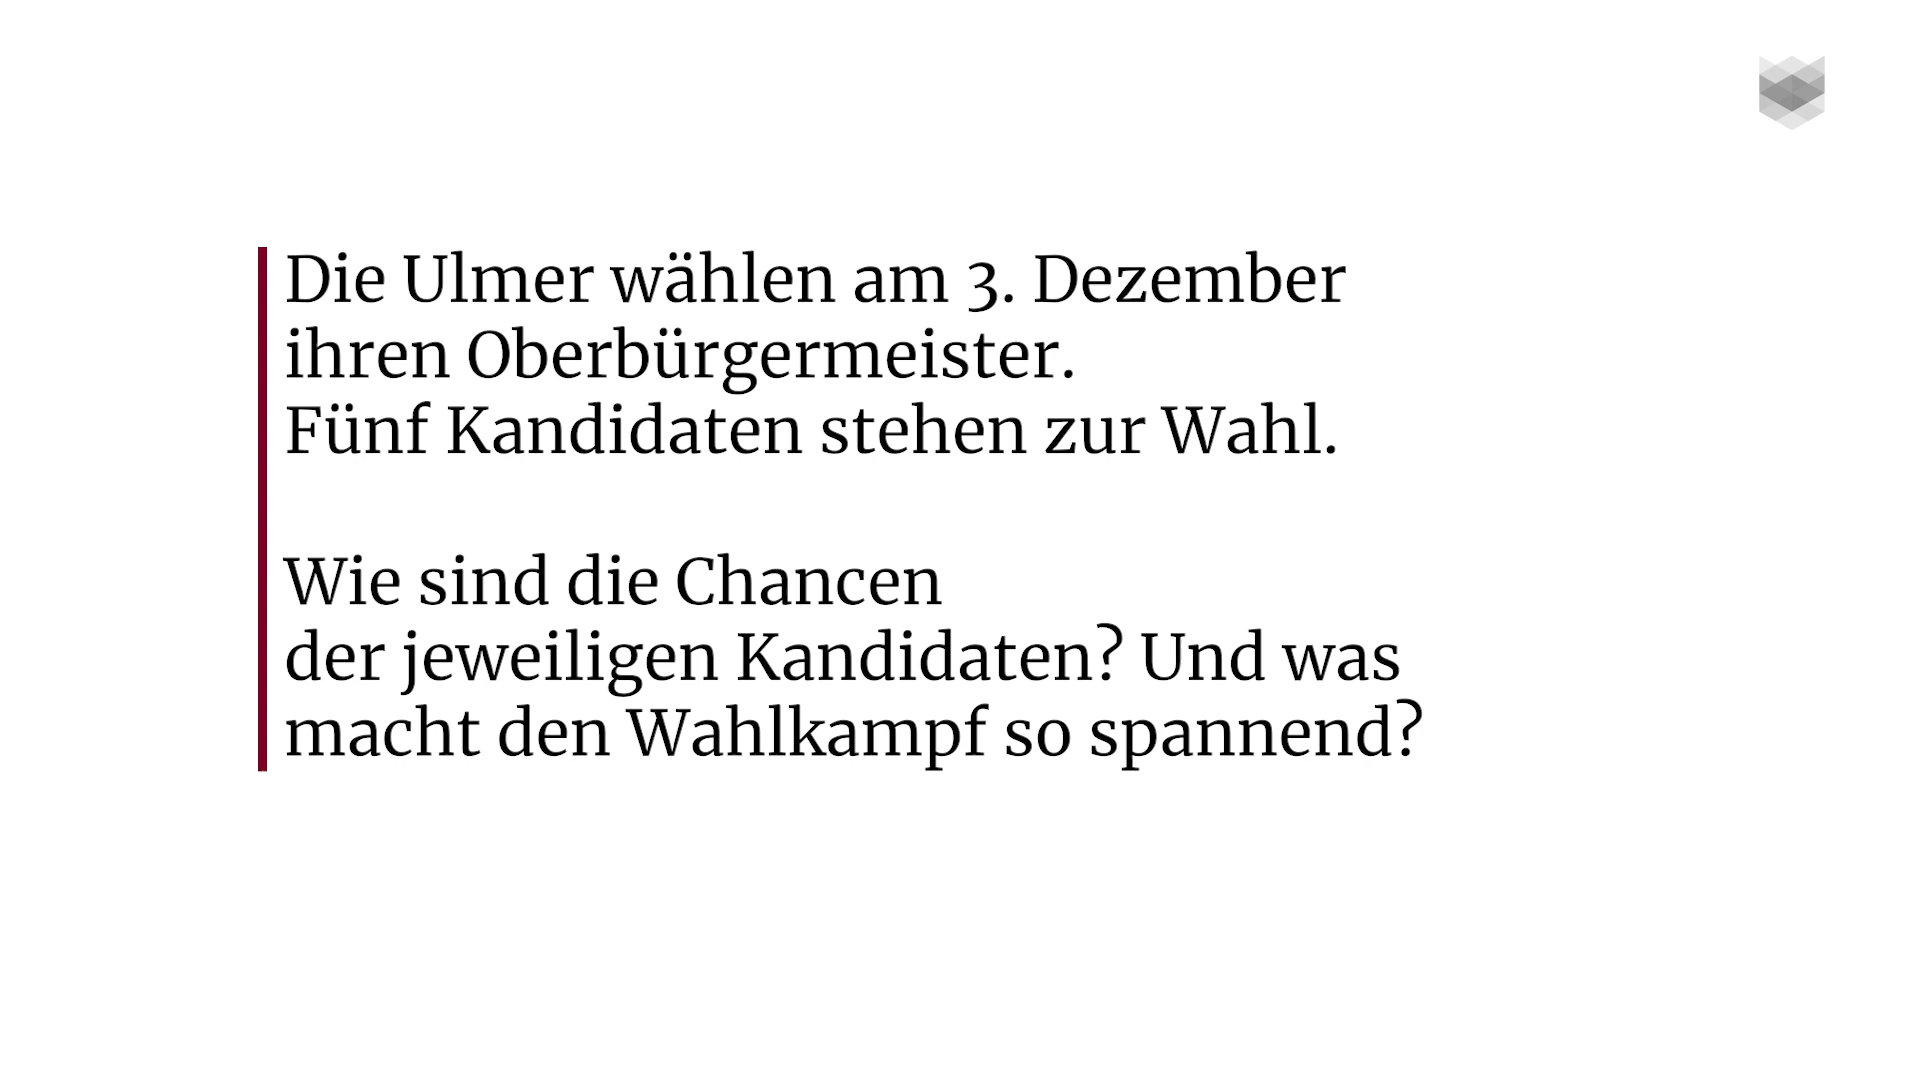 Die Ulmer wählen am 3. Dezember
ihren Oberbürgermeister.
Fünf Kandidaten stehen zur Wahl.
Wie sind die Chancen
der jeweiligen Kandidaten? Und was
macht den Wahlkampf so spannend?